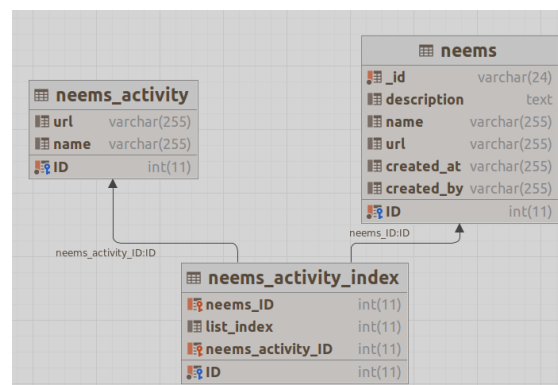 neems
_id varchar(24)
description text
name varchar(255)
url varchar(255)
created_at varchar(255)
created_by varchar(255)
ID int(11)
neems_activity
url varchar(255)
name varchar(255)
ID int(11)
neems_activity_ID:ID
neems_ID:ID
neems_activity_index
neems_ID int(11)
list_index int(11)
neems_activity_ID int(11)
ID int(11)